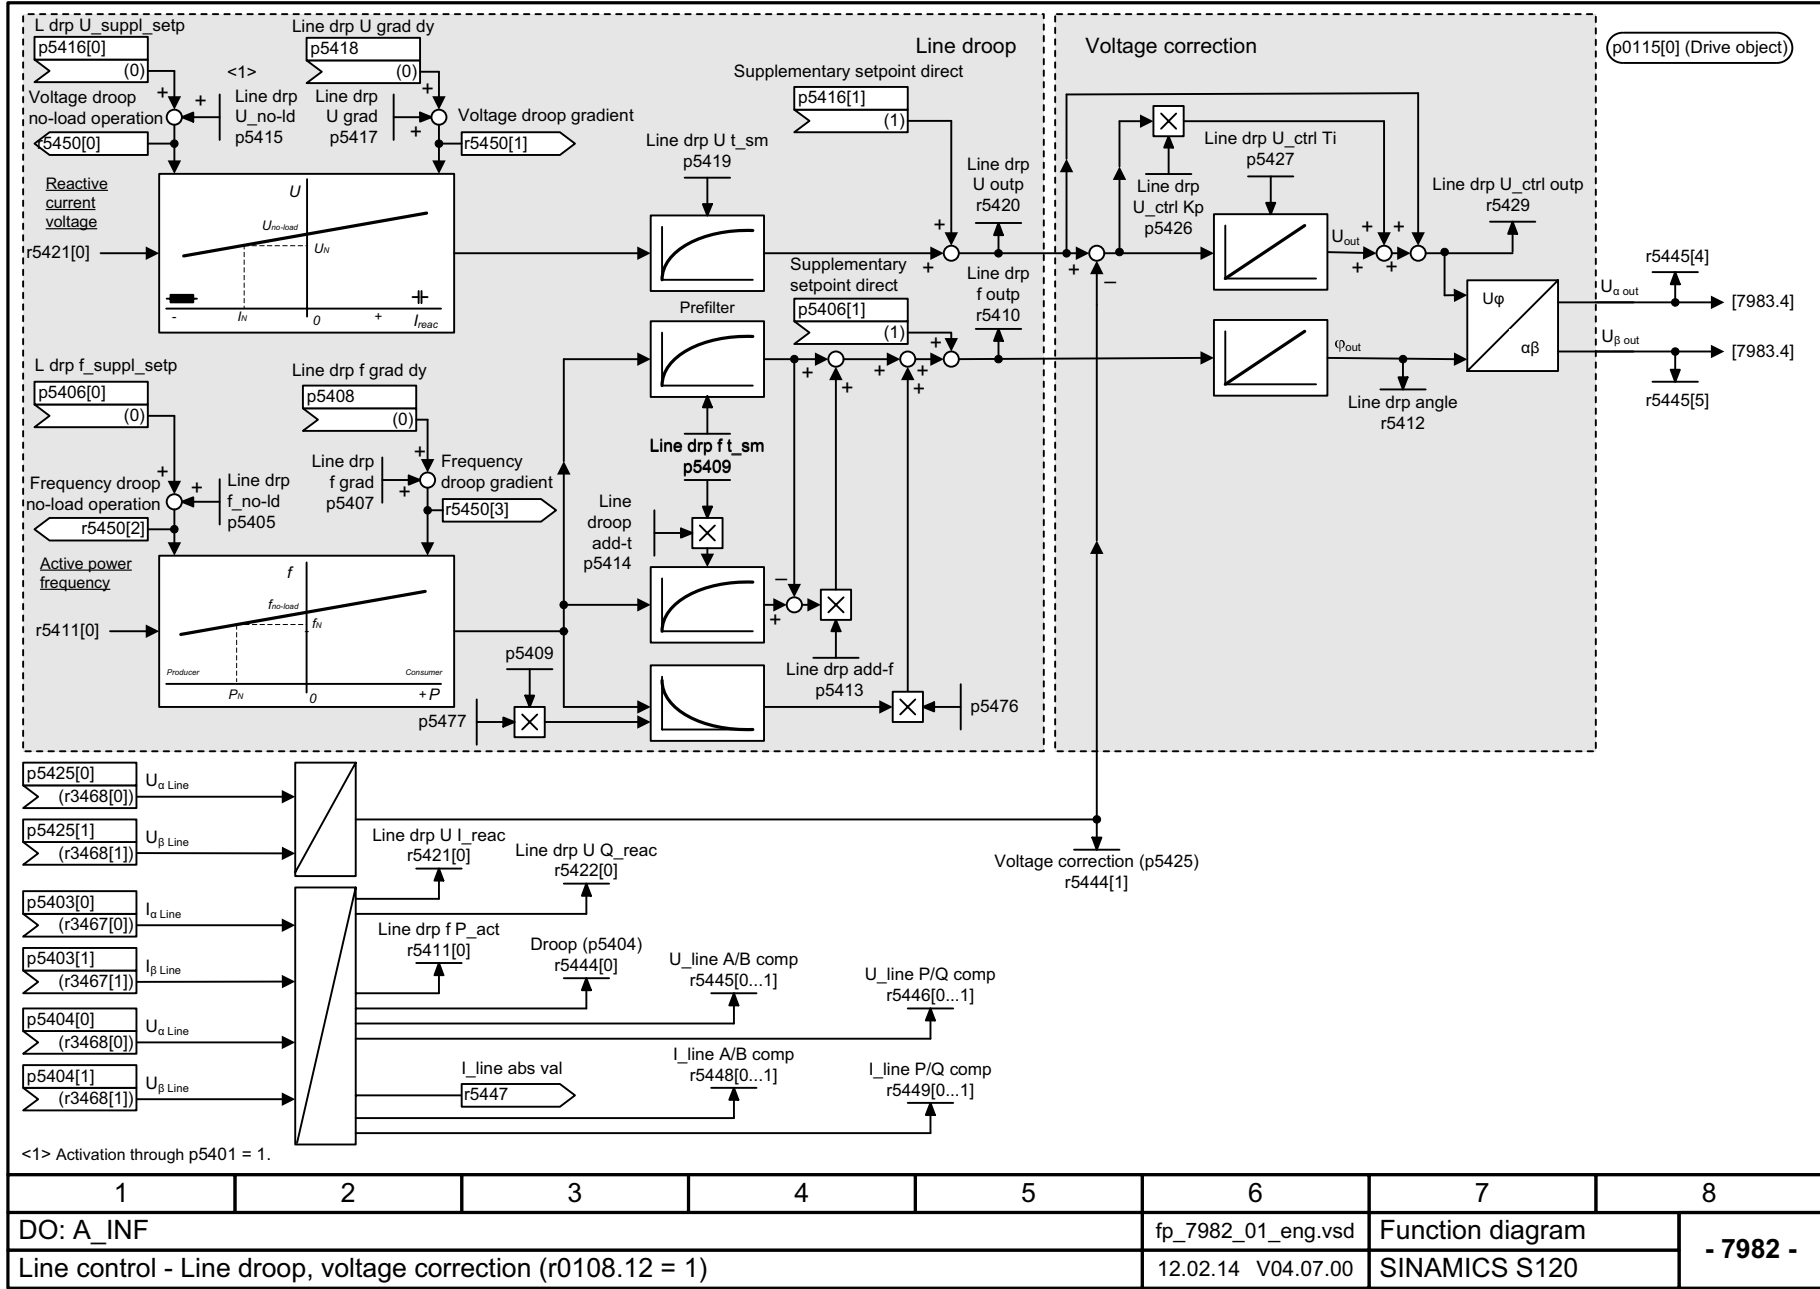 L drp U_suppl_setp
p5416[0]
(0)
Line drp U grad dy
p5418
(0)
<1>
Voltage droop
no-load operation
r5450[0]
Line drp
U_no-ld
p5415
Line drp
U grad
p5417
Voltage droop gradient
r5450[1]
Line droop
Supplementary setpoint direct
p5416[1]
(1)
Line drp U t_sm
p5419
Line drp
U outp
r5420
Reactive
current
voltage
r5421[0]
U
Uno-load
UN
-
IN
0
+
Ireac
+
+
+
+
+
+
Supplementary
setpoint direct
p5406[1]
(1)
Line drp
f outp
r5410
Prefilter
L drp f_suppl_setp
p5406[0]
(0)
Line drp f grad dy
p5408
(0)
Frequency droop
no-load operation
r5450[2]
Line drp
f_no-ld
p5405
Line drp
f grad
p5407
Frequency
droop gradient
r5450[3]
Line drp f t_sm
p5409
Line
droop
add-t
p5414
Active power
frequency
r5411[0]
f
fno-load
fN
Producer
Consumer
PN
0
+ P
+
+
+
+
+
+
+
+
+
–
+
p5409
p5477
Line drp add-f
p5413
p5476
Voltage correction
p0115[0] (Drive object)
Line drp
U_ctrl Kp
p5426
Line drp U_ctrl Ti
p5427
Line drp U_ctrl outp
r5429
+
–
Uout
+
+
+
+
Uφ
αβ
φout
Line drp angle
r5412
r5445[4]
Uα out
[7983.4]
Uβ out
[7983.4]
r5445[5]
p5425[0]
(r3468[0])
Uα Line
p5425[1]
(r3468[1])
Uβ Line
Line drp U I_reac
r5421[0]
Line drp U Q_reac
r5422[0]
Voltage correction (p5425)
r5444[1]
p5403[0]
(r3467[0])
Iα Line
p5403[1]
(r3467[1])
Iβ Line
Line drp f P_act
r5411[0]
Droop (p5404)
r5444[0]
U_line A/B comp
r5445[0...1]
U_line P/Q comp
r5446[0...1]
p5404[0]
(r3468[0])
Uα Line
p5404[1]
(r3468[1])
Uβ Line
I_line abs val
r5447
I_line A/B comp
r5448[0...1]
I_line P/Q comp
r5449[0...1]
<1> Activation through p5401 = 1.
1 2 3 4 5 6 7 8
DO: A_INF
fp_7982_01_eng.vsd
Function diagram
- 7982 -
Line control - Line droop, voltage correction (r0108.12 = 1)
12.02.14 V04.07.00
SINAMICS S120